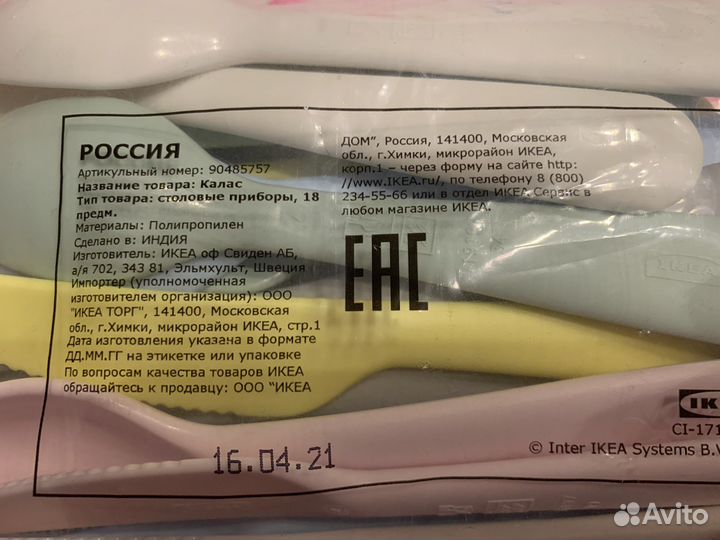 РОССИЯ
Артикульный номер: 90485757
Название товара: Калас
Тип товара: столовые приборы, 18
предм.
Материалы: Полипропилен
Сделано в: ИНДИЯ
Изготовитель: ИКЕА оф Свиден АБ,
а/я 702, 343 81, Эльмхульт, Швеция
Импортер (уполномоченная
изготовителем организация): ООО
"ИКЕА ТОРГ", 141400, Московская
обл., г.Химки, микрорайон ИКЕА, стр.1
Дата изготовления указана в формате
ДД.ММ.ГГ на этикетке или упаковке
По вопросам качества товаров ИКЕА
обращайтесь к продавцу: ООО “ИКЕА
ДОМ”, Россия, 141400, Московская
обл., г.Химки, микрорайон ИКЕА,
корп.1 – через форму на сайте http:
//www.IKEA.ru/, по телефону 8 (800)
234-55-66 или в отдел ИКЕА Сервис в
любом магазине ИКЕА.
EAC
IKEA
16.04.21
IK
CI-171
© Inter IKEA Systems B.V
Avito